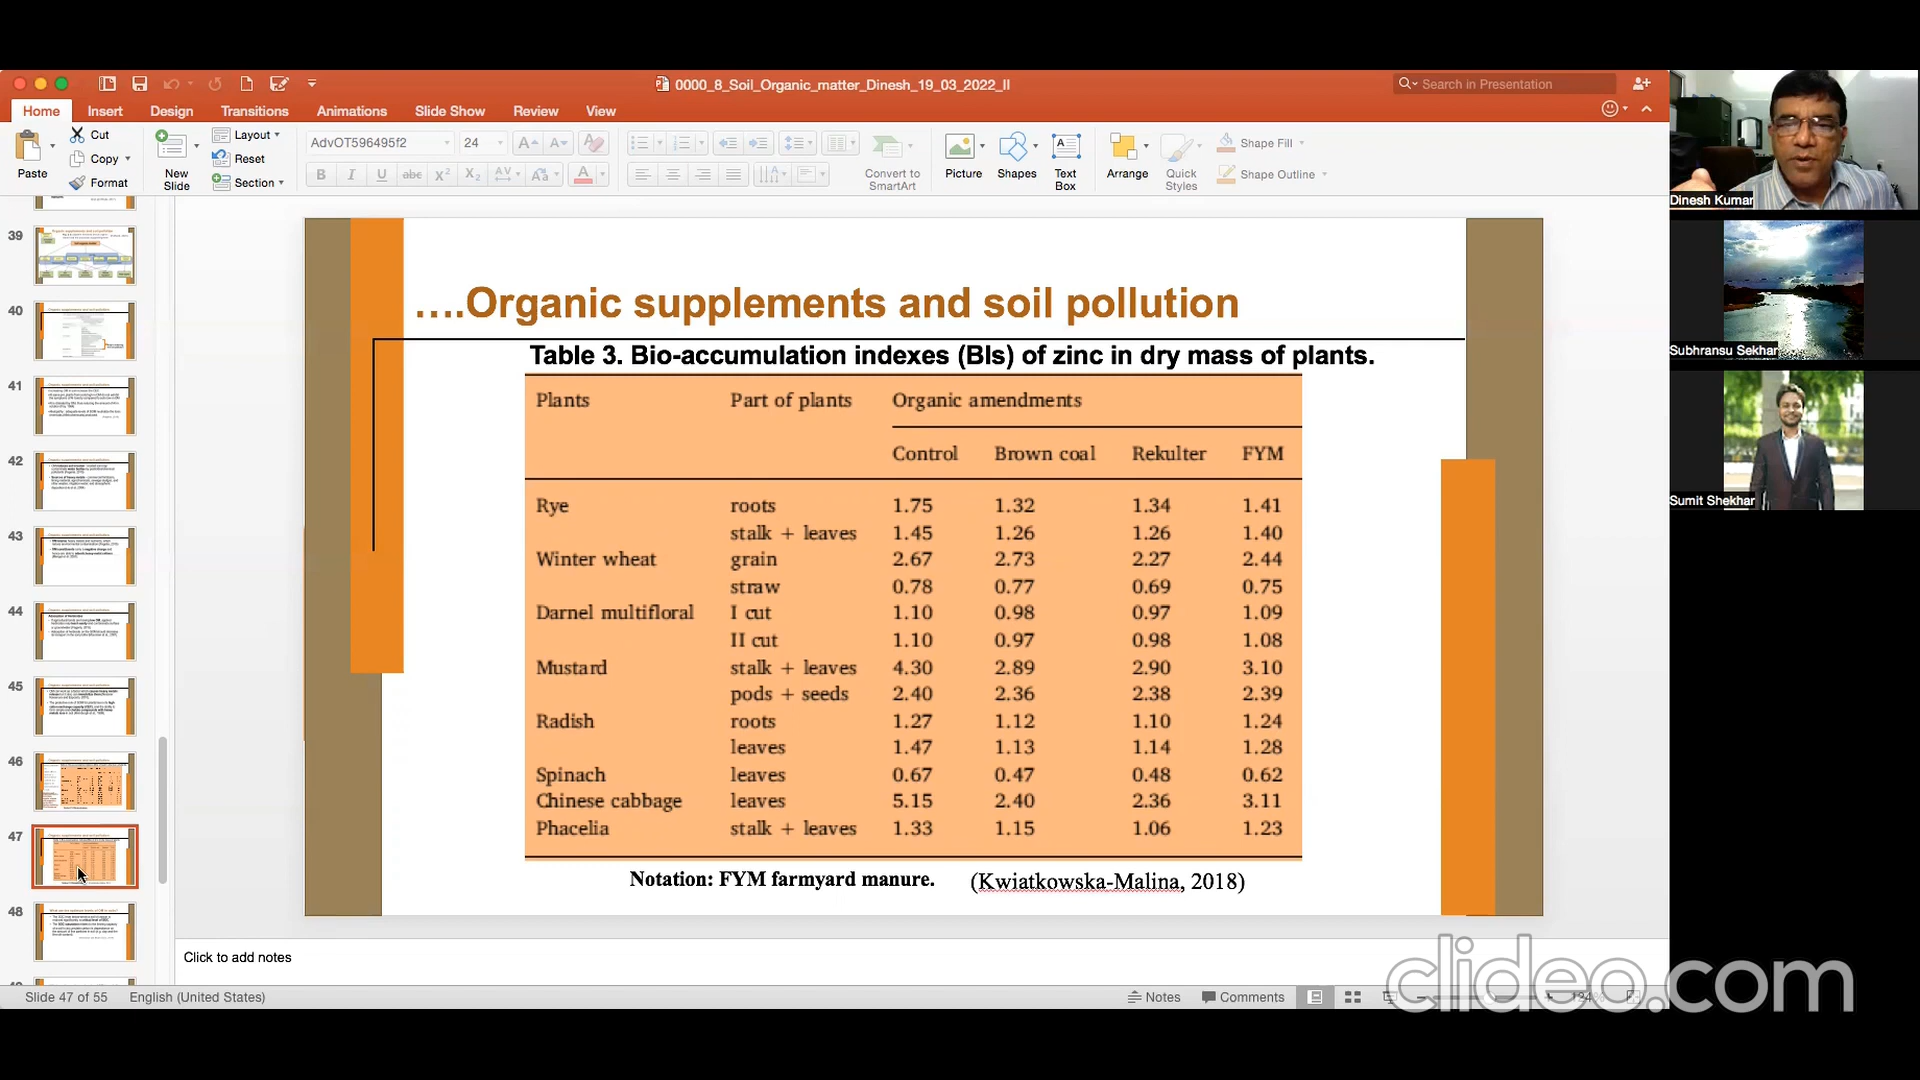 0000_8_Soil_Organic_matter_Dinesh_19_03_2022_II
Search in Presentation
Home Insert Design Transitions Animations Slide Show Review View
Paste
Cut
Copy
Format
New Slide
Layout
Reset
Section
AdvOT596495f2 24
B I U abc X² X₂ AV Aa A
Convert to SmartArt
Picture
Shapes
Text Box
Arrange
Quick Styles
Shape Fill
Shape Outline
39
40
41
42
43
44
45
46
47
48
….Organic supplements and soil pollution
Table 3. Bio-accumulation indexes (BIs) of zinc in dry mass of plants.
Plants Part of plants Organic amendments
Control Brown coal Rekulter FYM
Rye roots 1.75 1.32 1.34 1.41
stalk + leaves 1.45 1.26 1.26 1.40
Winter wheat grain 2.67 2.73 2.27 2.44
straw 0.78 0.77 0.69 0.75
Darnel multifloral I cut 1.10 0.98 0.97 1.09
II cut 1.10 0.97 0.98 1.08
Mustard stalk + leaves 4.30 2.89 2.90 3.10
pods + seeds 2.40 2.36 2.38 2.39
Radish roots 1.27 1.12 1.10 1.24
leaves 1.47 1.13 1.14 1.28
Spinach leaves 0.67 0.47 0.48 0.62
Chinese cabbage leaves 5.15 2.40 2.36 3.11
Phacelia stalk + leaves 1.33 1.15 1.06 1.23
Notation: FYM farmyard manure. (Kwiatkowska-Malina, 2018)
Click to add notes
Slide 47 of 55 English (United States)
Notes Comments 124%
Dinesh Kumar
Subhransu Sekhar
Sumit Shekhar
clideo.com